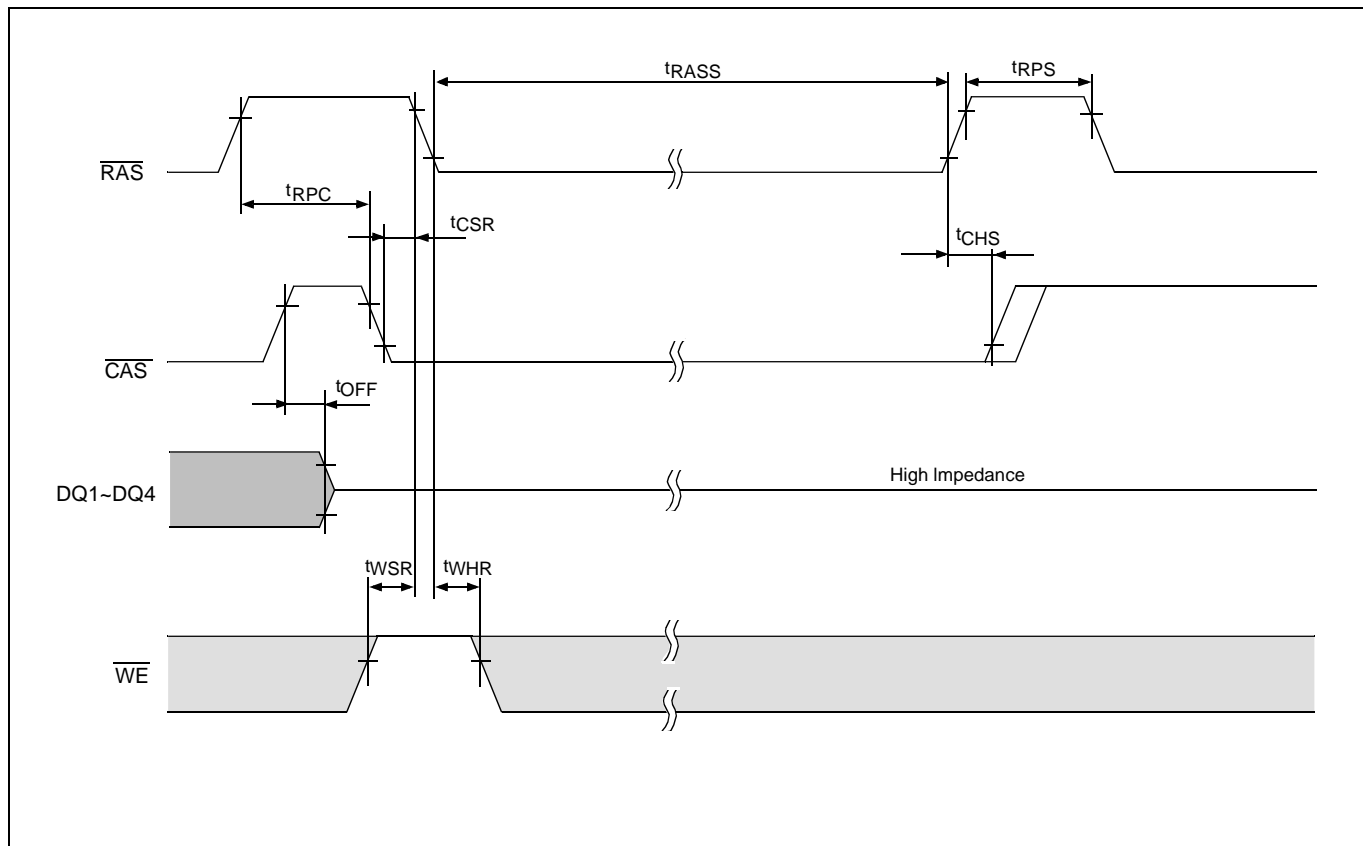 tRASS
tRPS
RAS
tRPC
tCSR
tCHS
CAS
tOFF
DQ1~DQ4
High Impedance
tWSR
tWHR
WE